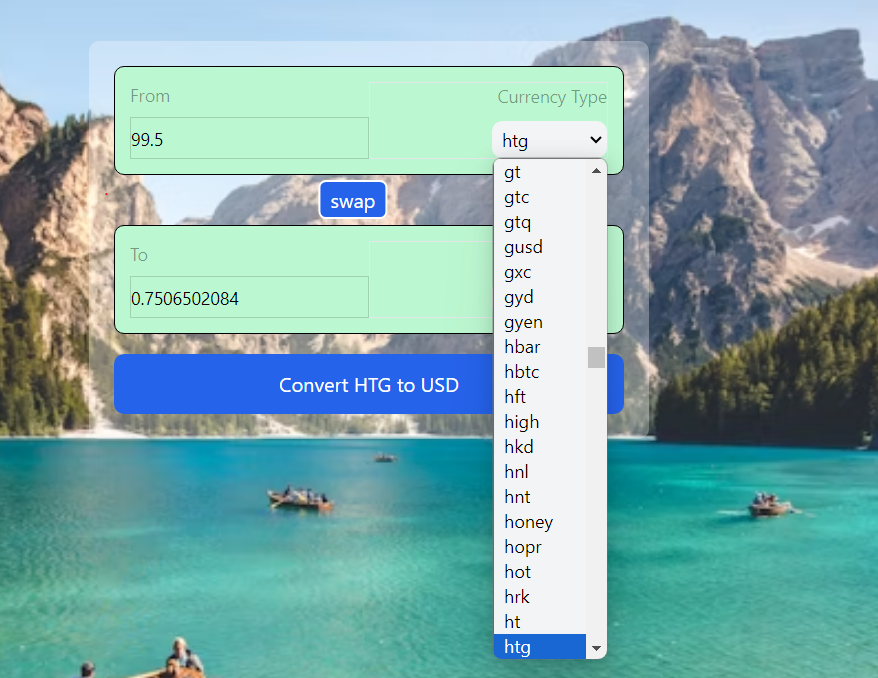 From
Currency Type
99.5
htg
swap
To
0.7506502084
Convert HTG to USD
gt
gtc
gtq
gusd
gxc
gyd
gyen
hbar
hbtc
hft
high
hkd
hnl
hnt
honey
hopr
hot
hrk
ht
htg